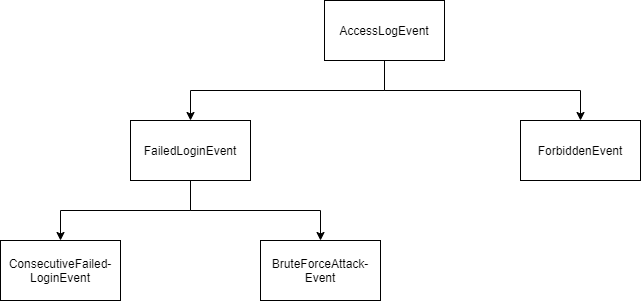 AccessLogEvent
FailedLoginEvent
ForbiddenEvent
ConsecutiveFailed-
LoginEvent
BruteForceAttack-
Event